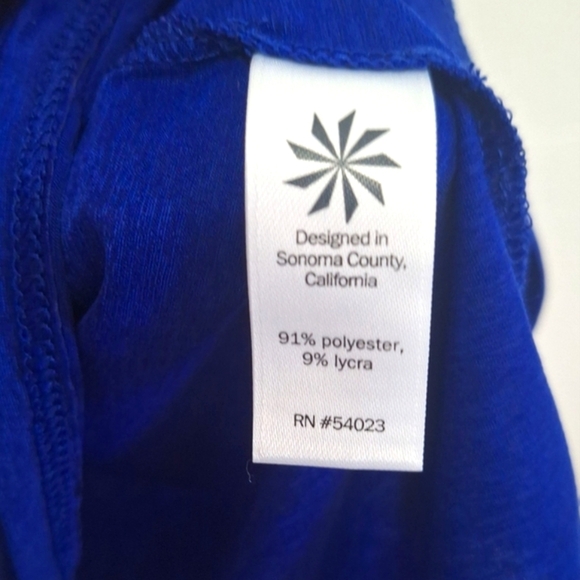 Designed in
Sonoma County,
California
91% polyester,
9% lycra
RN #54023